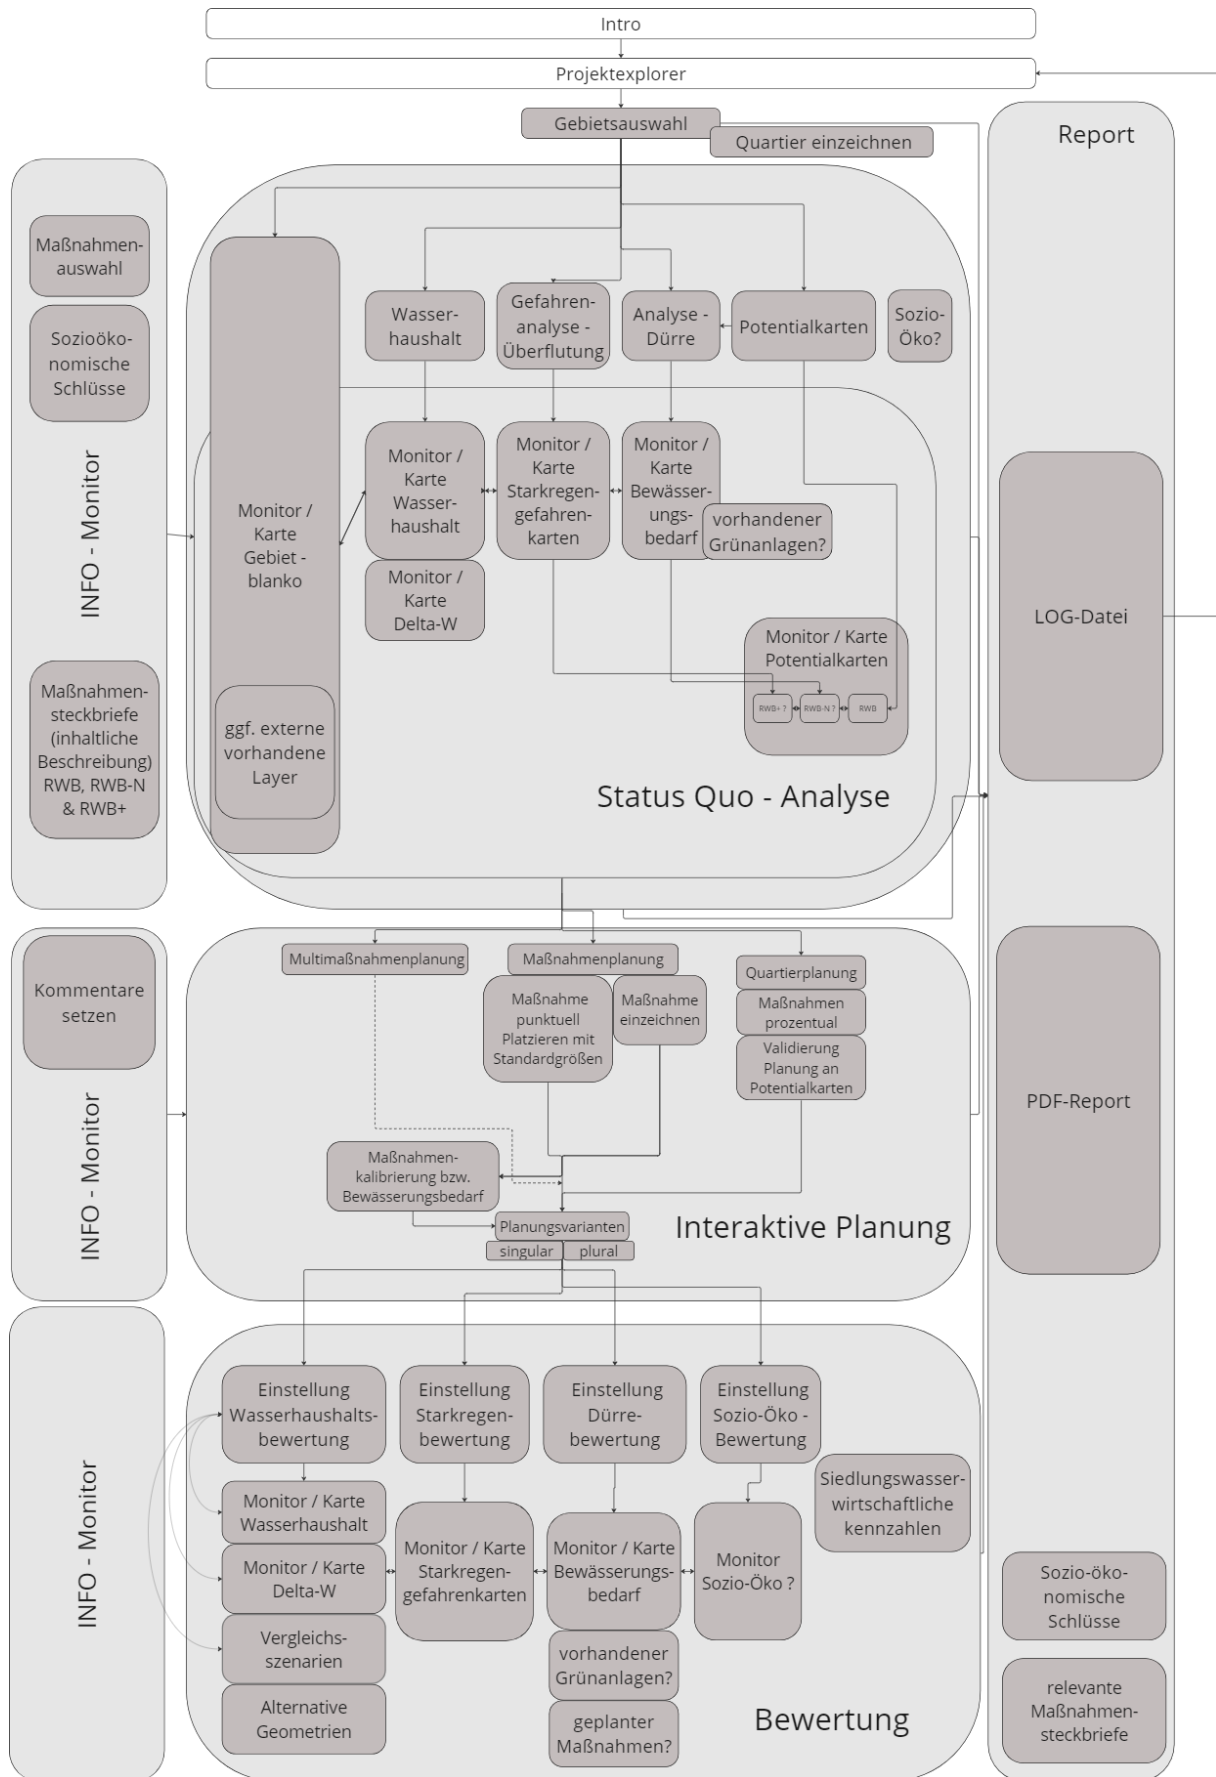 Intro
Projektexplorer
Gebietsauswahl
Quartier einzeichnen
Report
Maßnahmen-
auswahl
Sozioöko-
nomische
Schlüsse
INFO - Monitor
Maßnahmen-
steckbriefe
(inhaltliche
Beschreibung)
RWB, RWB-N
& RWB+
Wasser-
haushalt
Gefahren-
analyse -
Überflutung
Analyse -
Dürre
Potentialkarten
Sozio-
Öko?
Monitor /
Karte
Gebiet -
blanko
ggf. externe
vorhandene
Layer
Monitor /
Karte
Wasser-
haushalt
Monitor /
Karte
Delta-W
Monitor /
Karte
Starkregen-
gefahren-
karten
Monitor /
Karte
Bewässer-
ungs-
bedarf
vorhandener
Grünanlagen?
Monitor / Karte
Potentialkarten
RWB+ ?
RWB-N ?
RWB
Status Quo - Analyse
LOG-Datei
Kommentare
setzen
INFO - Monitor
Multimaßnahmenplanung
Maßnahmenplanung
Maßnahme
punktuell
Platzieren mit
Standardgrößen
Maßnahme
einzeichnen
Quartierplanung
Maßnahmen
prozentual
Validierung
Planung an
Potentialkarten
Maßnahmen-
kalibrierung bzw.
Bewässerungsbedarf
Planungsvarianten
singular
plural
Interaktive Planung
PDF-Report
INFO - Monitor
Einstellung
Wasserhaushalts-
bewertung
Einstellung
Starkregen-
bewertung
Einstellung
Dürre-
bewertung
Einstellung
Sozio-Öko -
Bewertung
Siedlungswasser-
wirtschaftliche
kennzahlen
Monitor / Karte
Wasserhaushalt
Monitor / Karte
Delta-W
Vergleichs-
szenarien
Alternative
Geometrien
Monitor / Karte
Starkregen-
gefahrenkarten
Monitor / Karte
Bewässerungs-
bedarf
vorhandener
Grünanlagen?
geplanter
Maßnahmen?
Monitor
Sozio-Öko ?
Bewertung
Sozio-öko-
nomische
Schlüsse
relevante
Maßnahmen-
steckbriefe